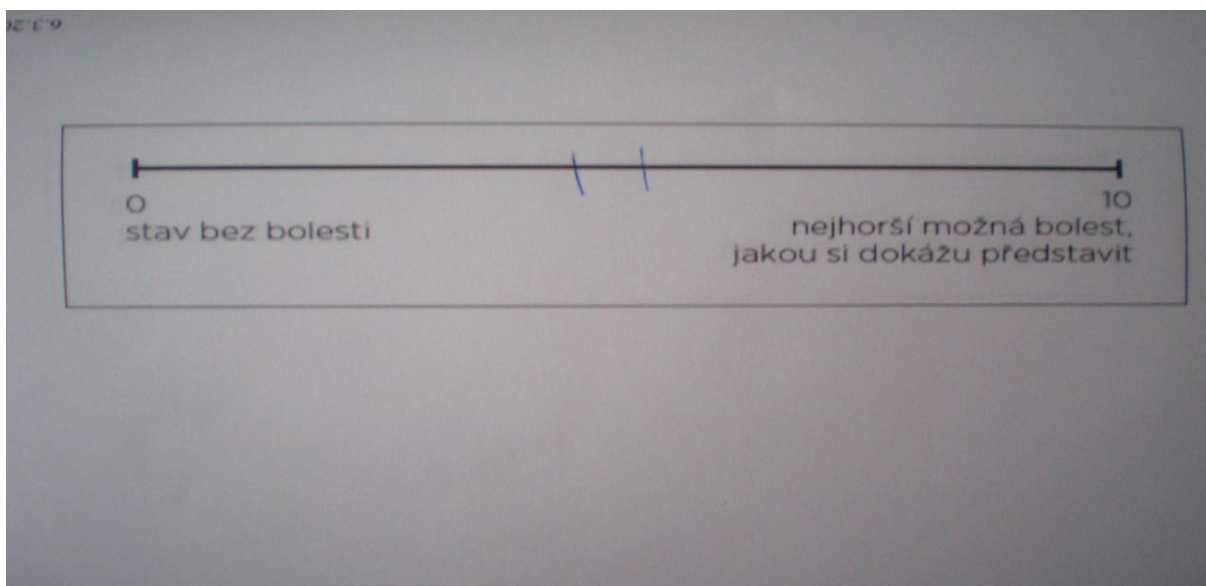 0
stav bez bolesti
10
nejhorší možná bolest,
jakou si dokážu představit